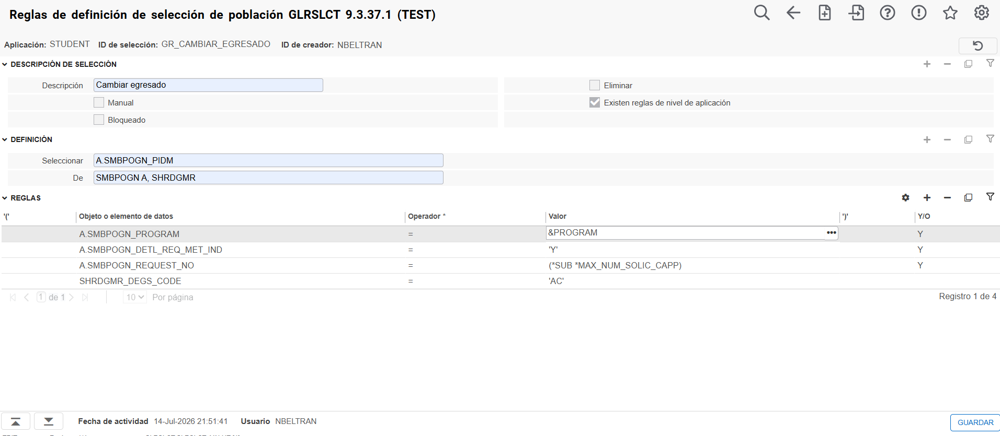 Reglas de definición de selección de población GLRSLCT 9.3.37.1 (TEST)
Aplicación: STUDENT ID de selección: GR_CAMBIAR_EGRESADO ID de creador: NBELTRAN
DESCRIPCIÓN DE SELECCIÓN
Descripción Cambiar egresado Eliminar
Manual Existen reglas de nivel de aplicación
Bloqueado
DEFINICIÓN
Seleccionar A.SMBPOGN_PIDM
De SMBPOGN A, SHRDGMR
REGLAS
'(' Objeto o elemento de datos Operador * Valor ')' Y/O
A.SMBPOGN_PROGRAM = &PROGRAM Y
A.SMBPOGN_DETL_REQ_MET_IND = 'Y' Y
A.SMBPOGN_REQUEST_NO = (*SUB *MAX_NUM_SOLIC_CAPP) Y
SHRDGMR_DEGS_CODE = 'AC'
1 de 1 10 Por página Registro 1 de 4
Fecha de actividad 14-Jul-2026 21:51:41 Usuario NBELTRAN
GUARDAR